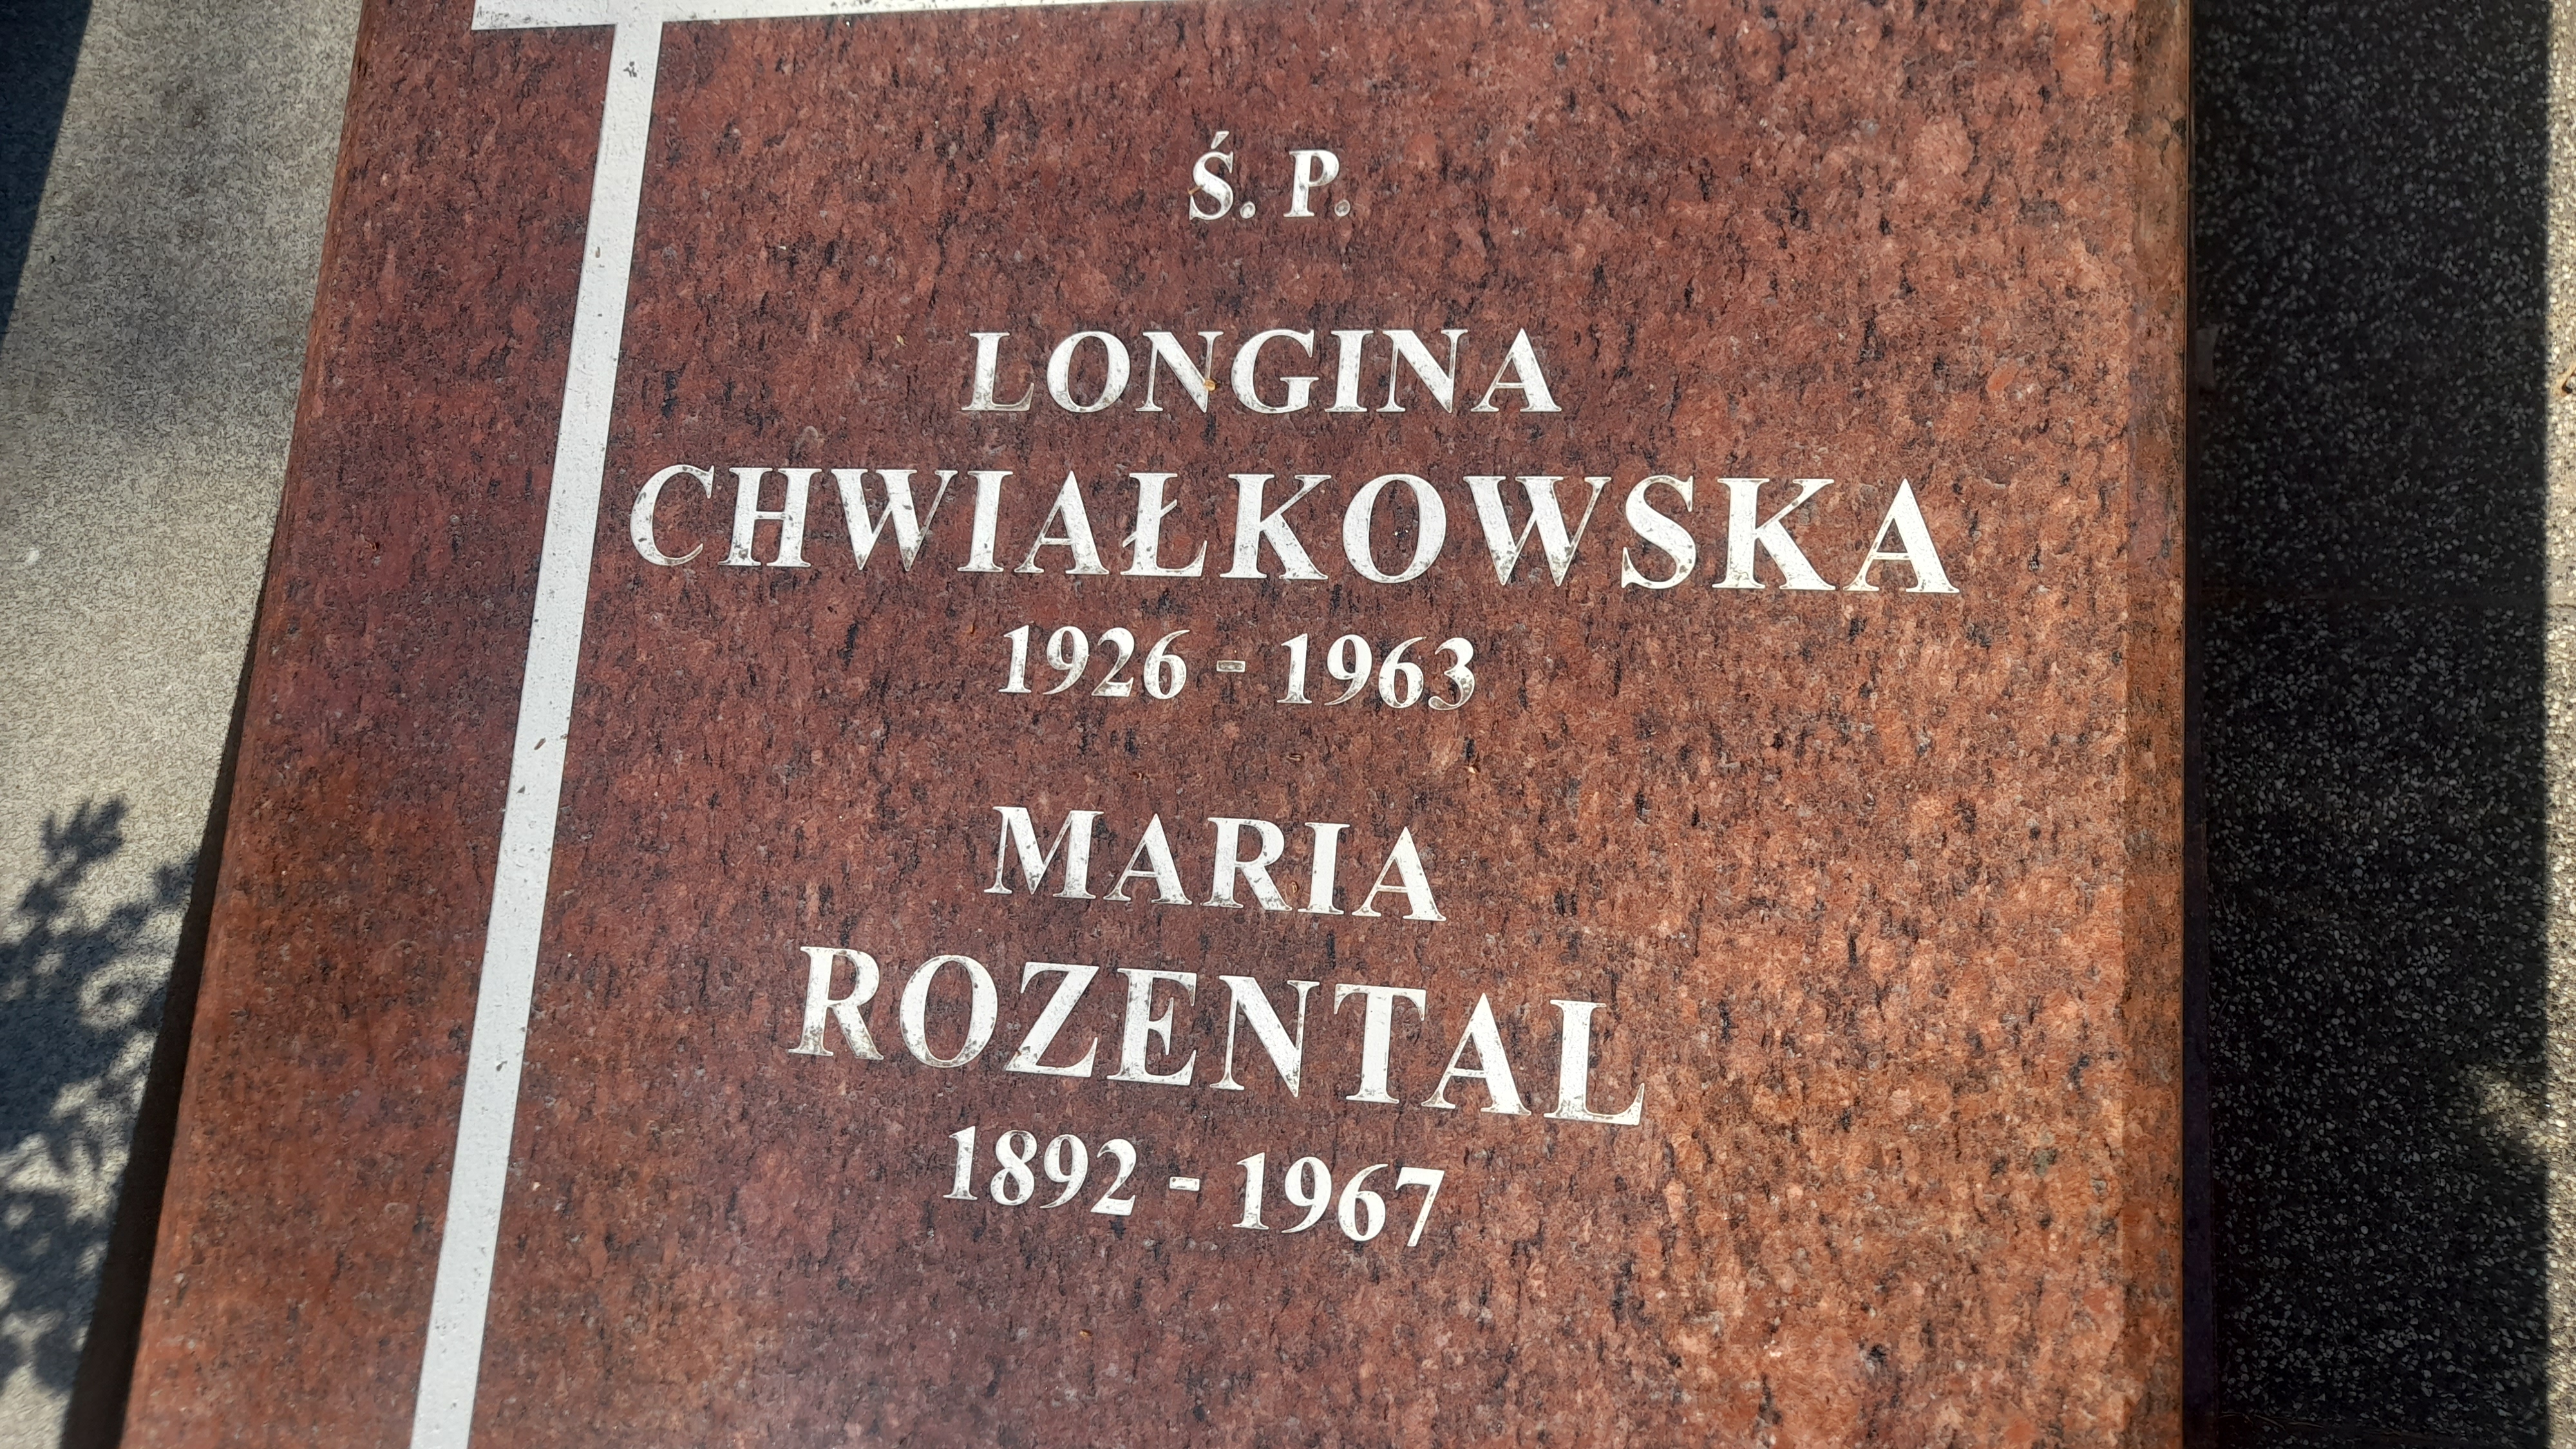 Ś. P.
LONGINA
CHWIAŁKOWSKA
1926 - 1963
MARIA
ROZENTAL
1892 - 1967